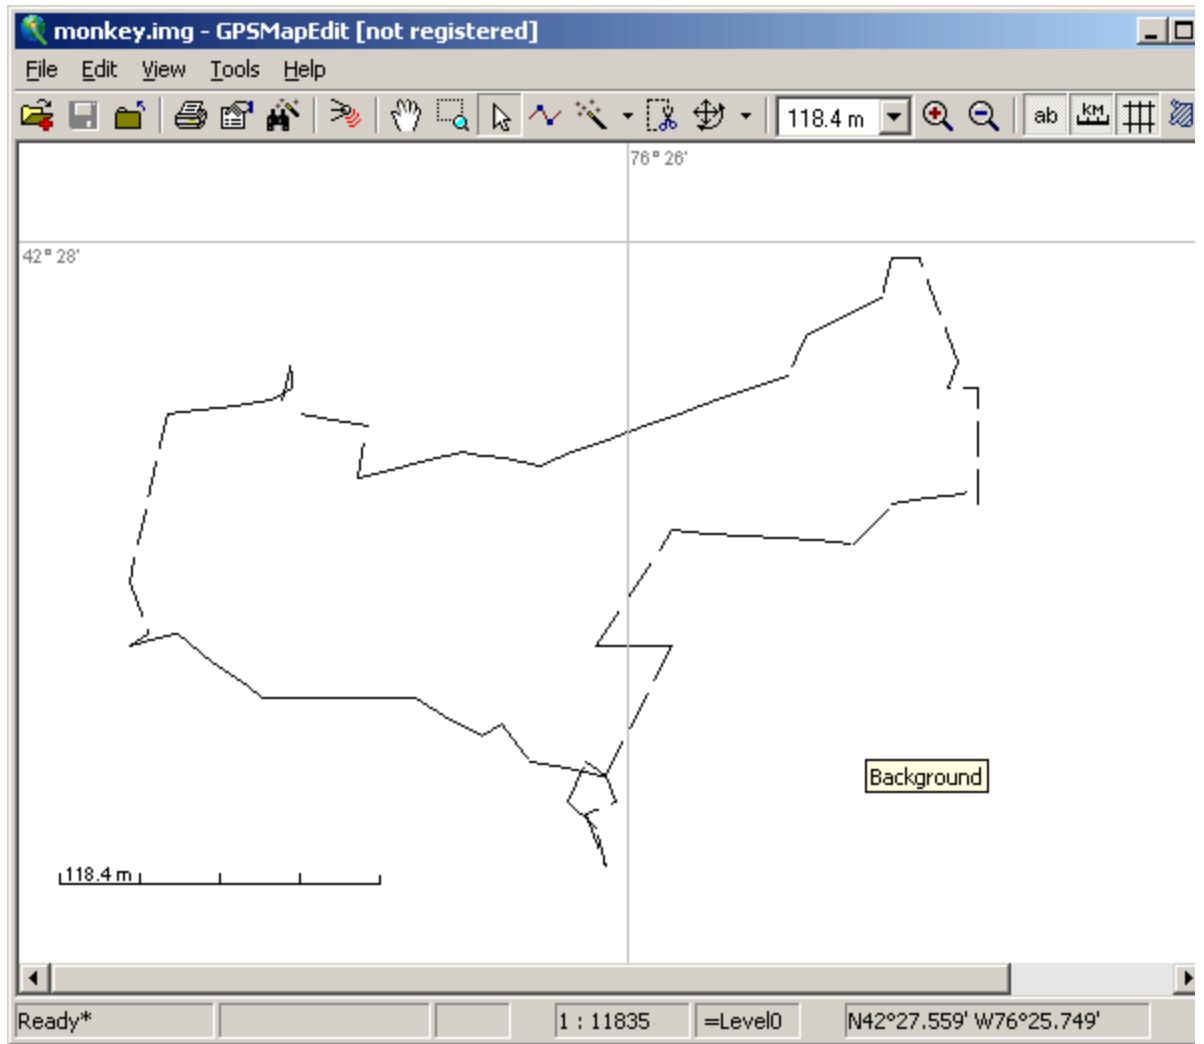 monkey.img - GPSMapEdit [not registered]
File Edit View Tools Help
118.4 m ab KM
76° 26'
42° 28'
Background
118.4 m
Ready* 1 : 11835 =Level0 N42°27.559' W76°25.749'